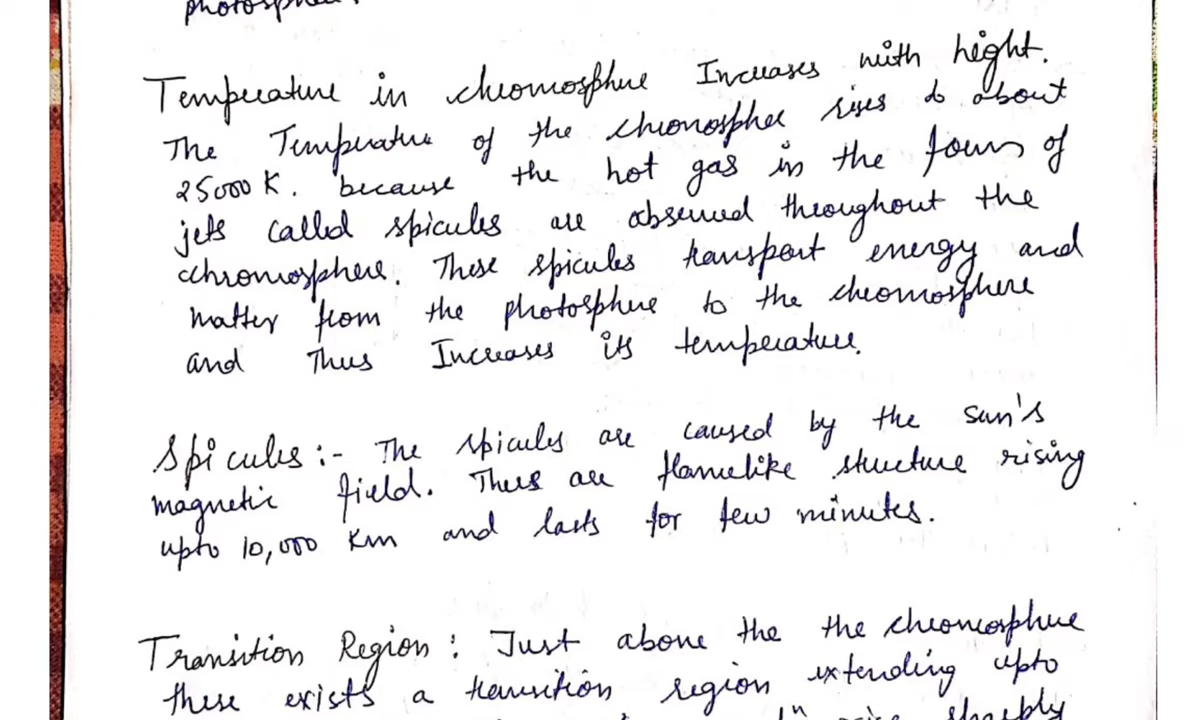 photosphere.
Temperature in chromosphere Increases with hight.
The Temperature of the chromosphere rises to about
25000 K. because the hot gas in the form of
jets called spicules are observed throughout the
chromosphere. These spicules transport energy and
matter from the photosphere to the chromosphere
and Thus Increases its temperature.
Spicules :- The spicules are caused by the sun's
magnetic field. These are flamelike structure rising
upto 10,000 Km and lasts for few minutes.
Transition Region : Just above the the chromosphere
there exists a transition region extending upto
sharply